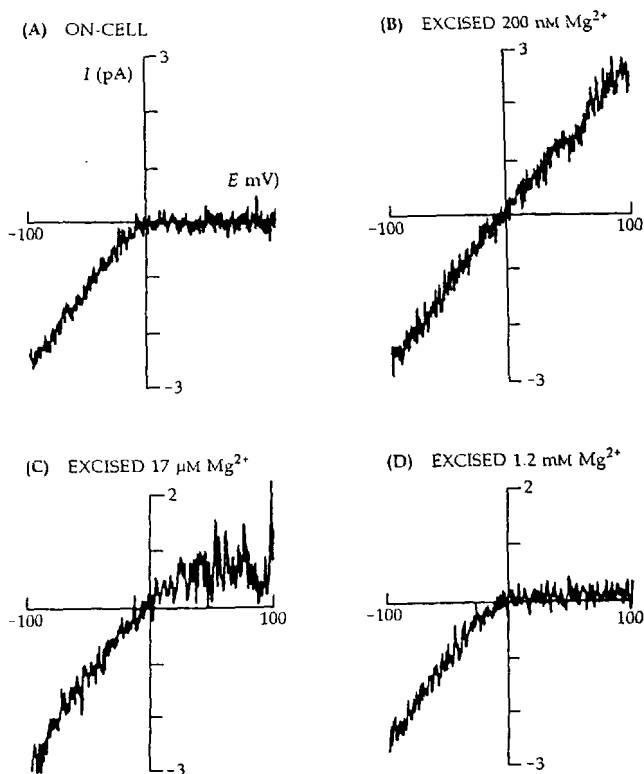 (A) ON-CELL
3
I (pA)
E mV)
-100
-3
(B) EXCISED 200 nM Mg²⁺
3
-100
100
-3
(C) EXCISED 17 µM Mg²⁺
2
-100
100
-3
(D) EXCISED 1.2 mM Mg²⁺
2
-100
100
-3